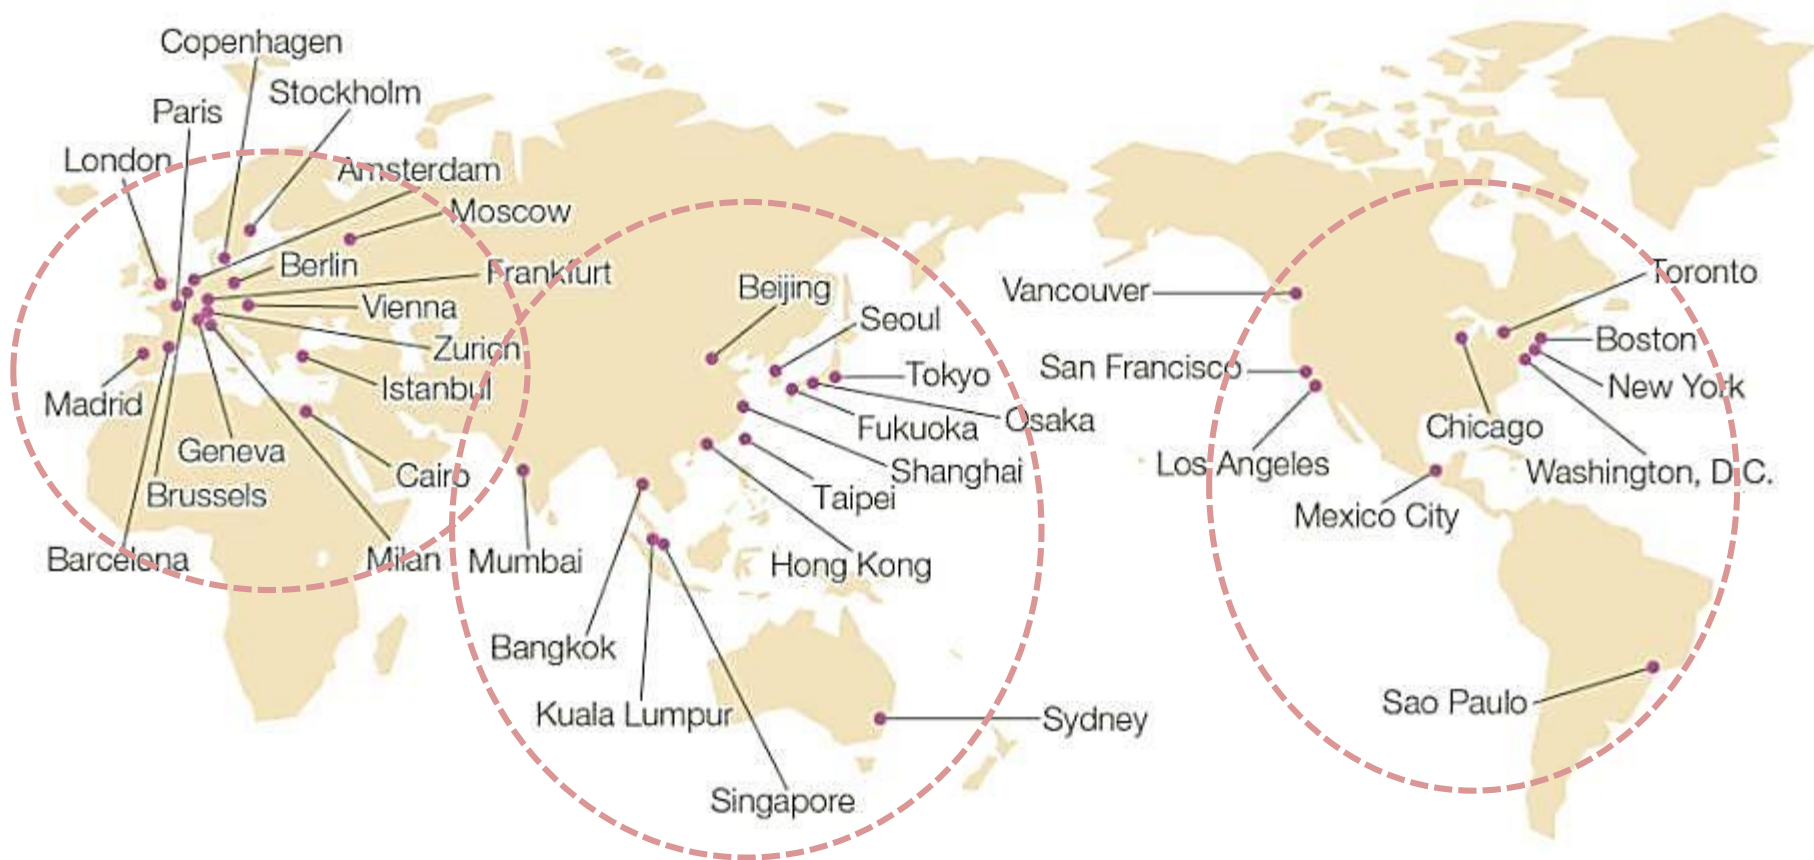 Copenhagen
Stockholm
Paris
London
Amsterdam
Moscow
Berlin
Frankfurt
Vienna
Zurich
Istanbul
Madrid
Geneva
Cairo
Brussels
Barcelona
Milan
Mumbai
Beijing
Seoul
Tokyo
Osaka
Fukuoka
Shanghai
Taipei
Hong Kong
Bangkok
Kuala Lumpur
Singapore
Sydney
Vancouver
San Francisco
Los Angeles
Mexico City
Chicago
Toronto
Boston
New York
Washington, D.C.
Sao Paulo